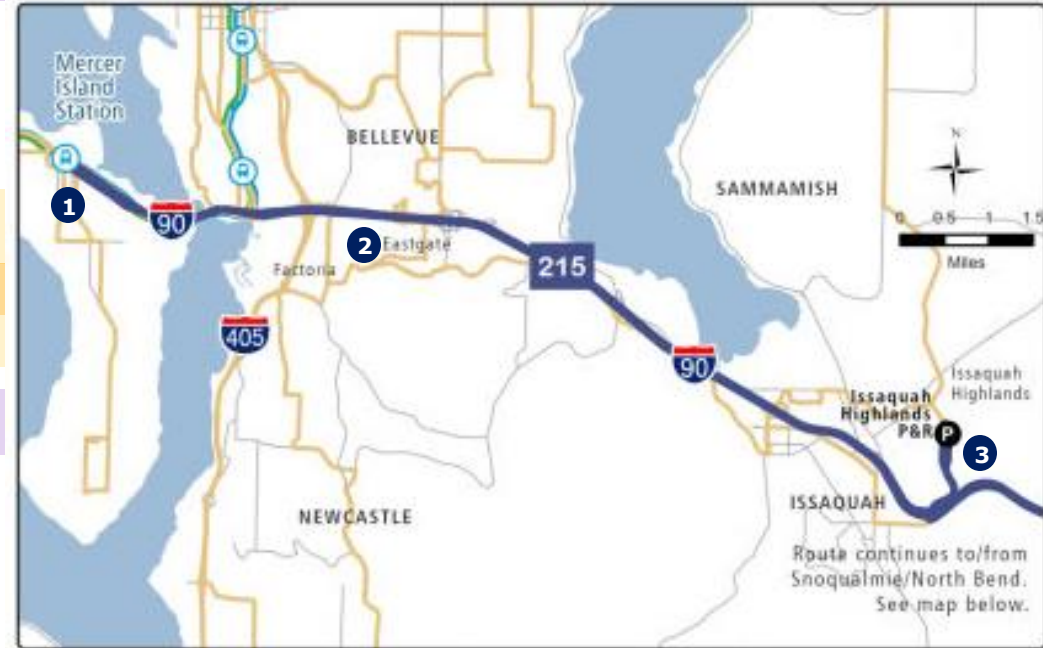 Mercer
Island
Station
BELLEVUE
SAMMAMISH
N
0 0.5 1 1.5
Miles
1
90
2
Eastgate
Factoria
215
405
90
Issaquah
Highlands
Issaquah
Highlands
P&R
P
3
NEWCASTLE
ISSAQUAH
Route continues to/from
Snoqualmie/North Bend.
See map below.